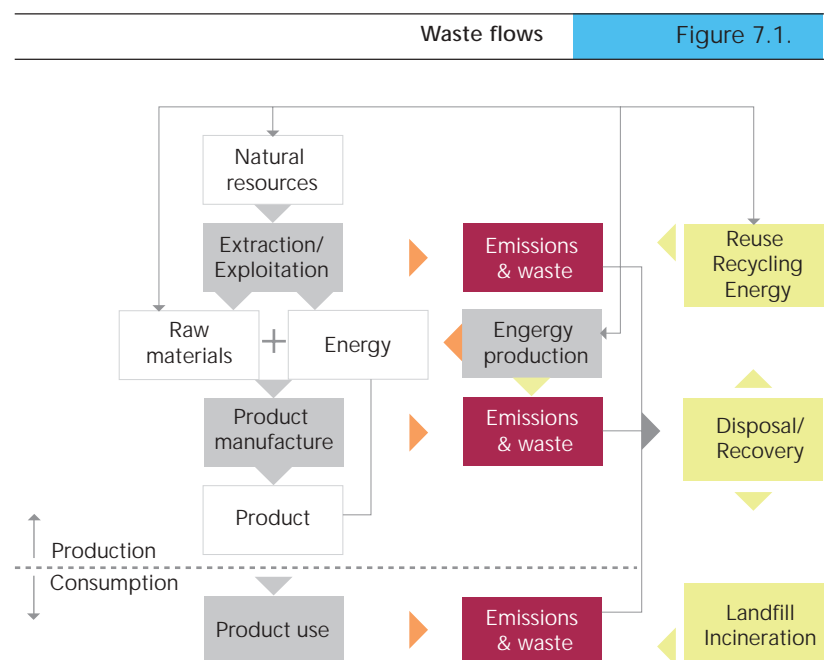 Waste flows
Figure 7.1.
Natural
resources
Extraction/
Exploitation
Emissions
& waste
Reuse
Recycling
Energy
Raw
materials
+
Energy
Engergy
production
Product
manufacture
Emissions
& waste
Disposal/
Recovery
Product
Production
Consumption
Product use
Emissions
& waste
Landfill
Incineration